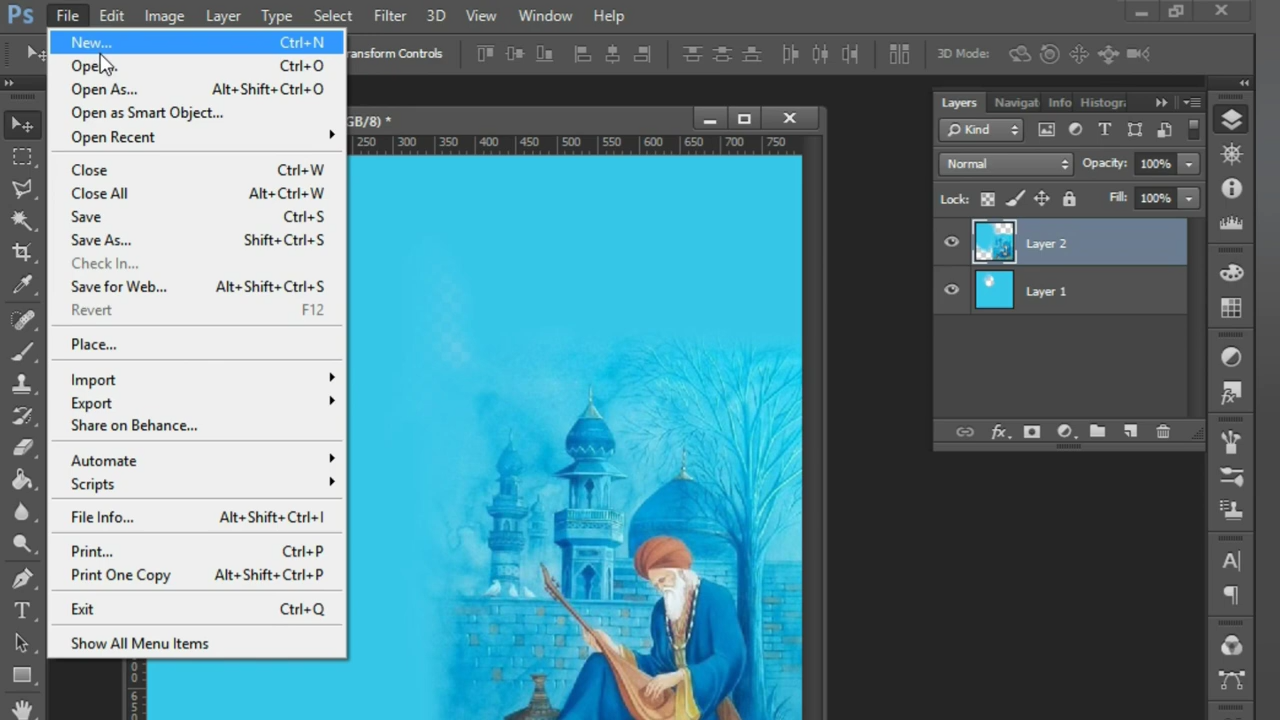 Ps File Edit Image Layer Type Select Filter 3D View Window Help
ransform Controls 3D Mode:
New... Ctrl+N
Open... Ctrl+O
Open As... Alt+Shift+Ctrl+O
Open as Smart Object...
Open Recent
Close Ctrl+W
Close All Alt+Ctrl+W
Save Ctrl+S
Save As... Shift+Ctrl+S
Check In...
Save for Web... Alt+Shift+Ctrl+S
Revert F12
Place...
Import
Export
Share on Behance...
Automate
Scripts
File Info... Alt+Shift+Ctrl+I
Print... Ctrl+P
Print One Copy Alt+Shift+Ctrl+P
Exit Ctrl+Q
Show All Menu Items
GB/8) *
250 300 350 400 450 500 550 600 650 700 750
Layers Navigat Info Histogr
Kind
Normal Opacity: 100%
Lock: Fill: 100%
Layer 2
Layer 1